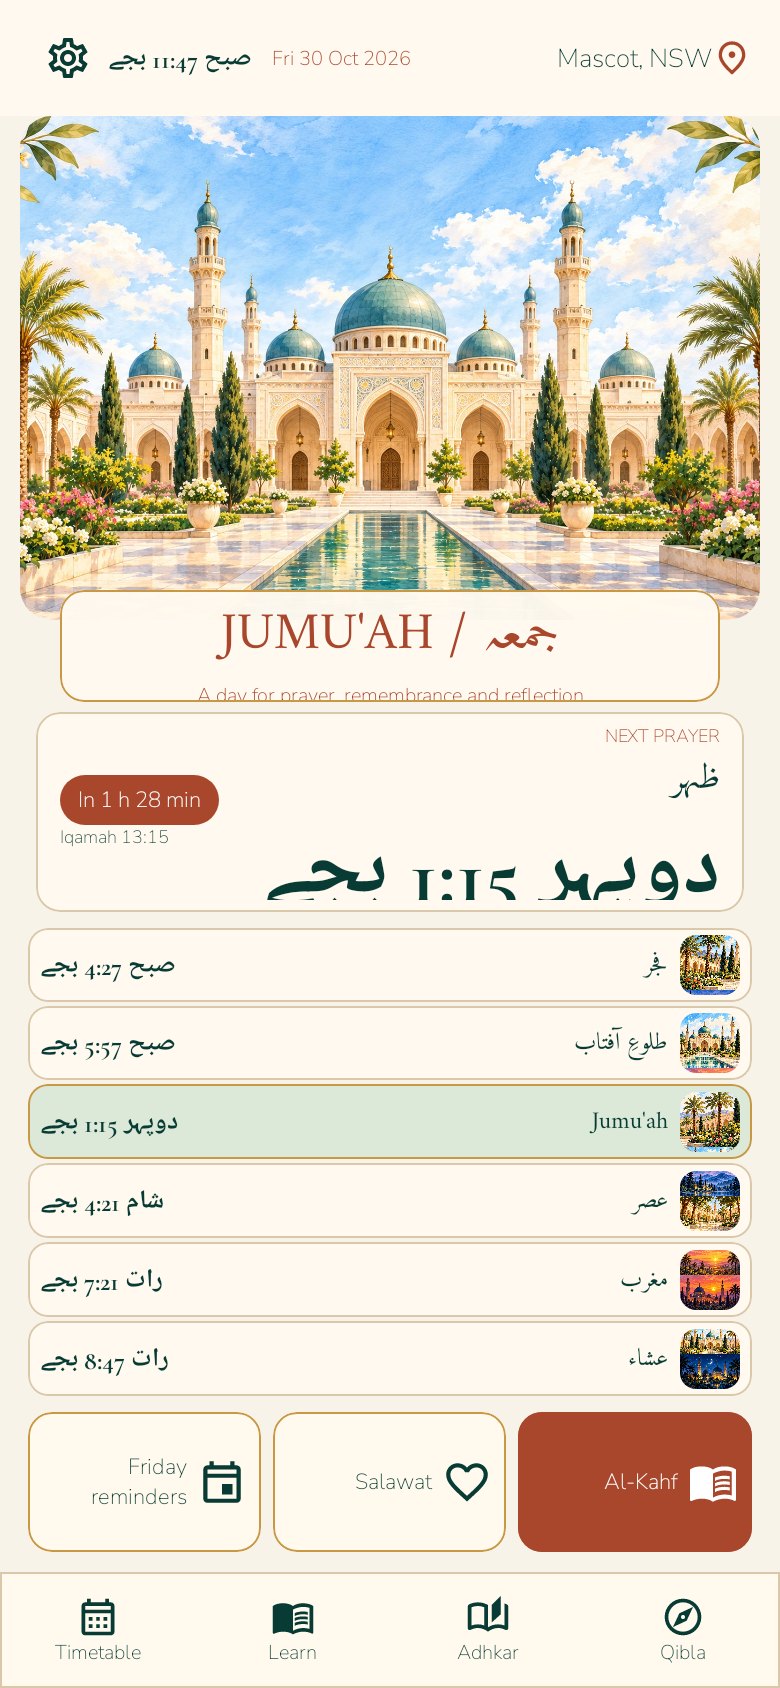 صبح 11:47 بجے
Fri 30 Oct 2026
Mascot, NSW
JUMU'AH / جمعہ
A day for prayer, remembrance and reflection
NEXT PRAYER
ظہر
In 1 h 28 min
Iqamah 13:15
دوپہر 1:15 بجے
فجر
صبح 4:27 بجے
طلوعِ آفتاب
صبح 5:57 بجے
Jumu'ah
دوپہر 1:15 بجے
عصر
شام 4:21 بجے
مغرب
رات 7:21 بجے
عشاء
رات 8:47 بجے
Al-Kahf
Salawat
Friday
reminders
Timetable
Learn
Adhkar
Qibla